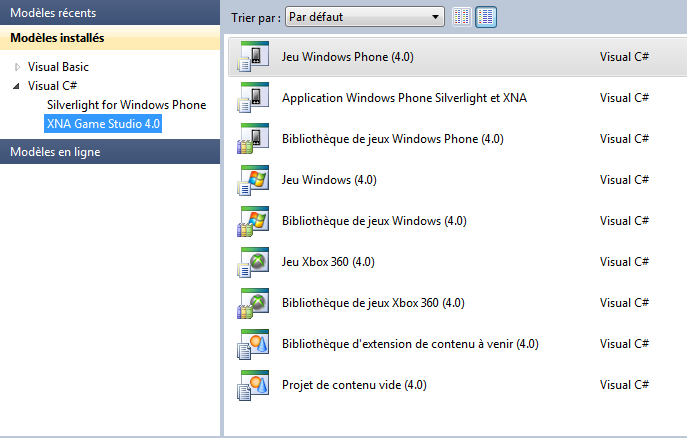 Modèles récents
Modèles installés
Visual Basic
Visual C#
Silverlight for Windows Phone
XNA Game Studio 4.0
Modèles en ligne
Trier par : Par défaut
Jeu Windows Phone (4.0) Visual C#
Application Windows Phone Silverlight et XNA Visual C#
Bibliothèque de jeux Windows Phone (4.0) Visual C#
Jeu Windows (4.0) Visual C#
Bibliothèque de jeux Windows (4.0) Visual C#
Jeu Xbox 360 (4.0) Visual C#
Bibliothèque de jeux Xbox 360 (4.0) Visual C#
Bibliothèque d'extension de contenu à venir (4.0) Visual C#
Projet de contenu vide (4.0) Visual C#